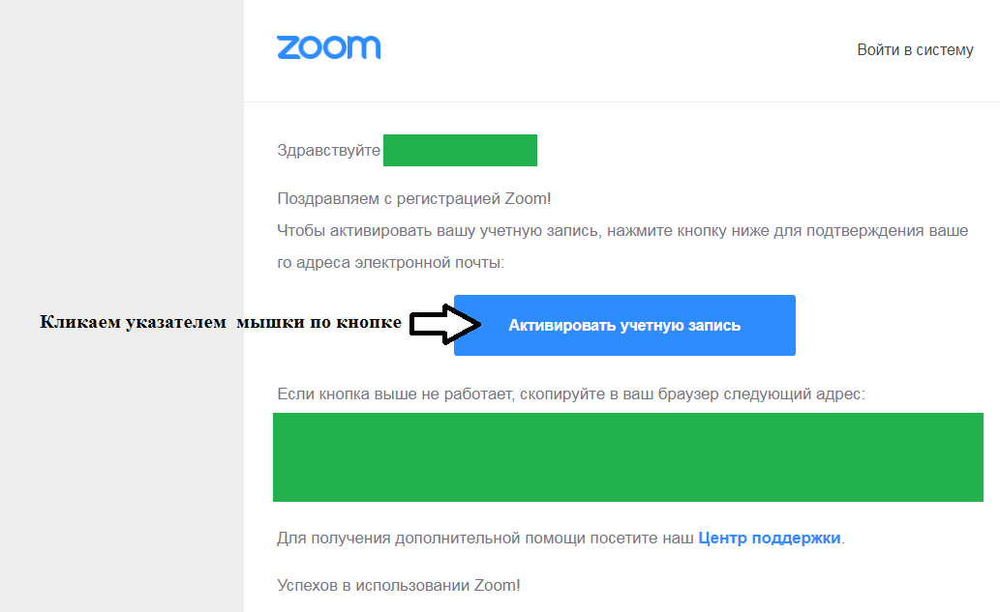 zoom
Войти в систему
Здравствуйте
Поздравляем с регистрацией Zoom!
Чтобы активировать вашу учетную запись, нажмите кнопку ниже для подтверждения ваше
го адреса электронной почты:
Кликаем указателем мышки по кнопке
Активировать учетную запись
Если кнопка выше не работает, скопируйте в ваш браузер следующий адрес:
Для получения дополнительной помощи посетите наш Центр поддержки.
Успехов в использовании Zoom!